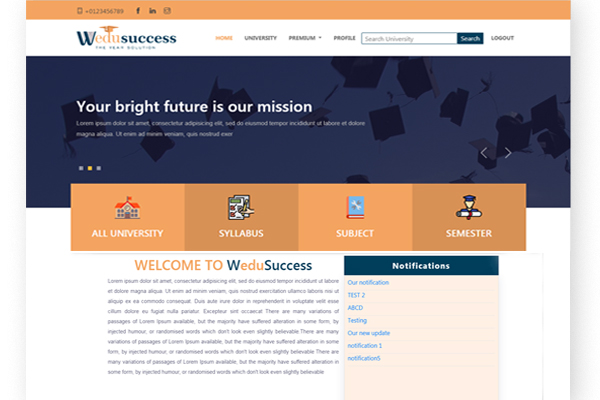 +0123456789
Wedusuccess
THE YEAR SOLUTION
HOME UNIVERSITY PREMIUM PROFILE Search University Search LOGOUT
Your bright future is our mission
Lorem ipsum dolor sit amet, consectetur adipisicing elit, sed do eiusmod tempor incididunt ut labore et dolore
magna aliqua. Ut enim ad minim veniam, quis nostrud exer
ALL UNIVERSITY SYLLABUS SUBJECT SEMESTER
WELCOME TO WeduSuccess
Lorem ipsum dolor sit amet, consectetur adipisicing elit, sed do eiusmod tempor incididunt ut
labore et dolore magna aliqua. Ut enim ad minim veniam, quis nostrud exercitation ullamco laboris nisi ut
aliquip ex ea commodo consequat. Duis aute irure dolor in reprehenderit in voluptate velit esse
cillum dolore eu fugiat nulla pariatur. Excepteur sint occaecat There are many variations of
passages of Lorem Ipsum available, but the majority have suffered alteration in some form, by
injected humour, or randomised words which don't look even slightly believable.There are many
variations of passages of Lorem Ipsum available, but the majority have suffered alteration in some
form, by injected humour, or randomised words which don't look even slightly believable.There are
many variations of passages of Lorem Ipsum available, but the majority have suffered alteration in some
form, by injected humour, or randomised words which don't look even slightly believable
Notifications
Our notification
TEST 2
ABCD
Testing
Our new update
notification 1
notification5